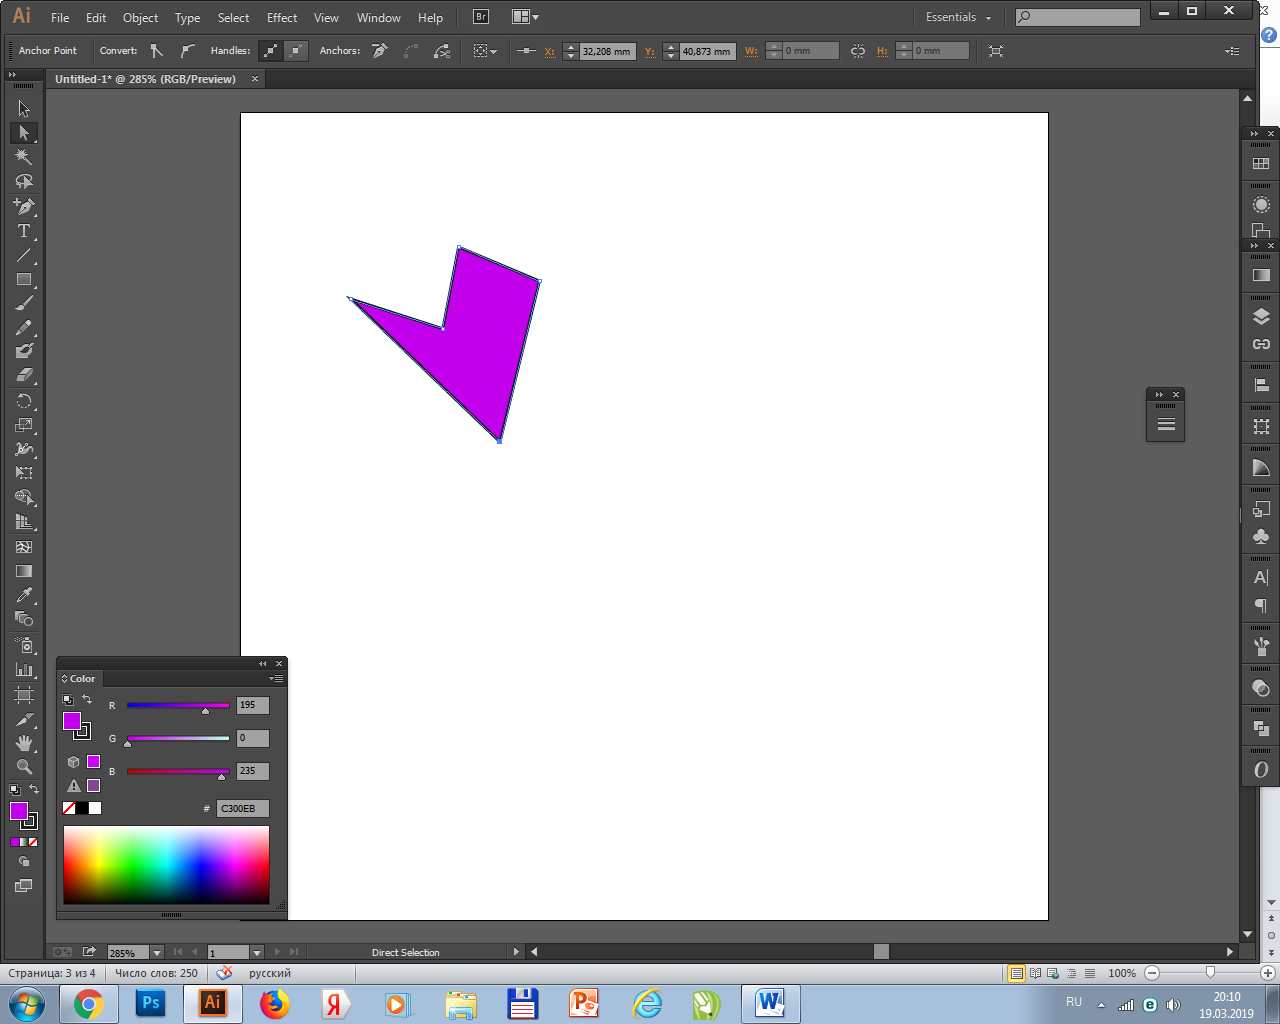 Ai File Edit Object Type Select Effect View Window Help Br Essentials
Anchor Point Convert: Handles: Anchors: X: 32,208 mm Y: 40,873 mm W: 0 mm H: 0 mm
Untitled-1* @ 285% (RGB/Preview)
Color
R 195
G 0
B 235
# C300EB
285% 1 Direct Selection
Страница: 3 из 4 Число слов: 250 русский 100%
Ps Ai Я P W RU 20:10
19.03.2019